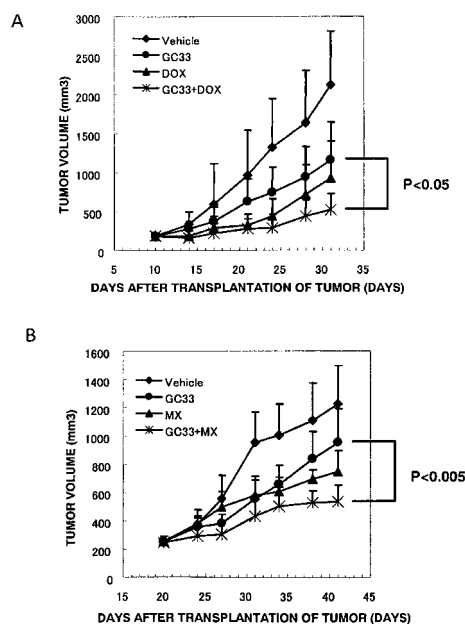 A
3000
2500
2000
1500
1000
500
0
TUMOR VOLUME (mm3)
Vehicle
GC33
DOX
GC33+DOX
P<0.05
5 10 15 20 25 30 35
DAYS AFTER TRANSPLANTATION OF TUMOR (DAYS)
B
1600
1400
1200
1000
800
600
400
200
0
TUMOR VOLUME (mm3)
Vehicle
GC33
MX
GC33+MX
P<0.005
15 20 25 30 35 40 45
DAYS AFTER TRANSPLANTATION OF TUMOR (DAYS)